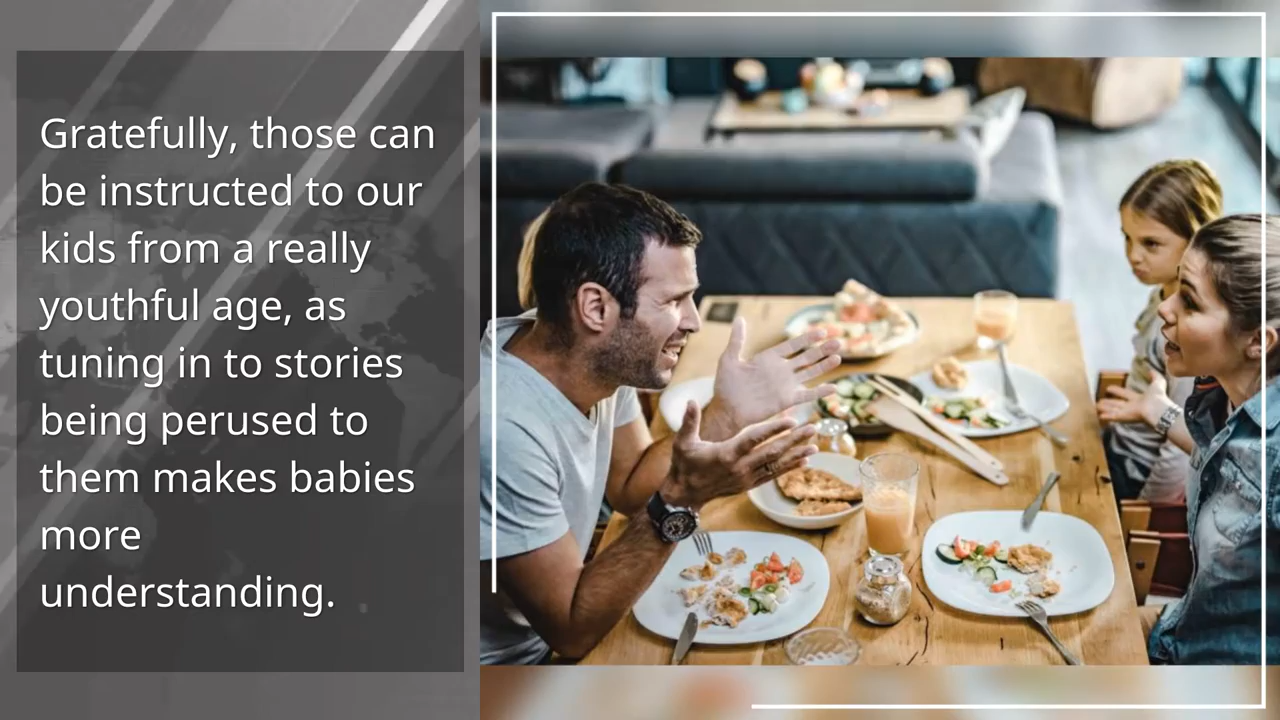 Gratefully, those can
be instructed to our
kids from a really
youthful age, as
tuning in to stories
being perused to
them makes babies
more
understanding.